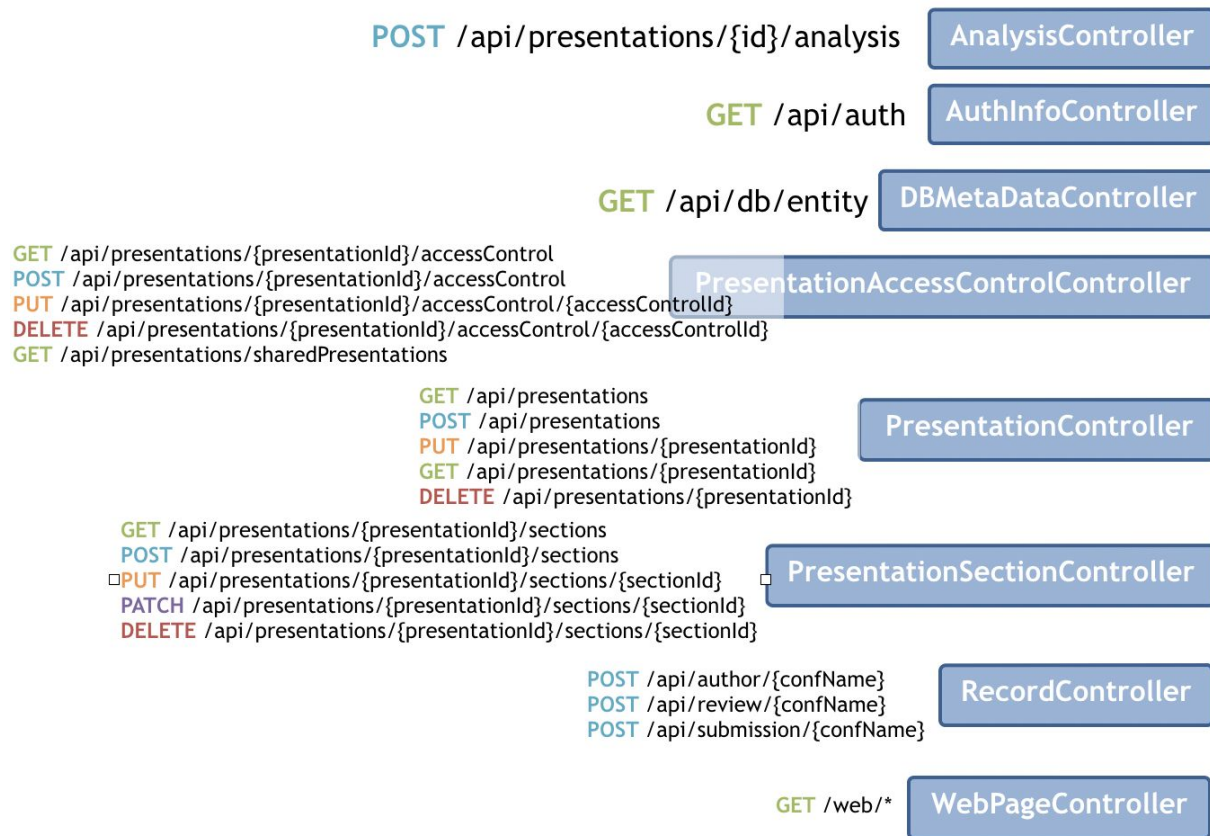 POST /api/presentations/{id}/analysis AnalysisController
GET /api/auth AuthInfoController
GET /api/db/entity DBMetaDataController
GET /api/presentations/{presentationId}/accessControl
POST /api/presentations/{presentationId}/accessControl
PresentationAccessControlController
PUT /api/presentations/{presentationId}/accessControl/{accessControlId}
DELETE /api/presentations/{presentationId}/accessControl/{accessControlId}
GET /api/presentations/sharedPresentations
GET /api/presentations
POST /api/presentations
PresentationController
PUT /api/presentations/{presentationId}
GET /api/presentations/{presentationId}
DELETE /api/presentations/{presentationId}
GET /api/presentations/{presentationId}/sections
POST /api/presentations/{presentationId}/sections
PUT /api/presentations/{presentationId}/sections/{sectionId} PresentationSectionController
PATCH /api/presentations/{presentationId}/sections/{sectionId}
DELETE /api/presentations/{presentationId}/sections/{sectionId}
POST /api/author/{confName}
RecordController
POST /api/review/{confName}
POST /api/submission/{confName}
GET /web/* WebPageController